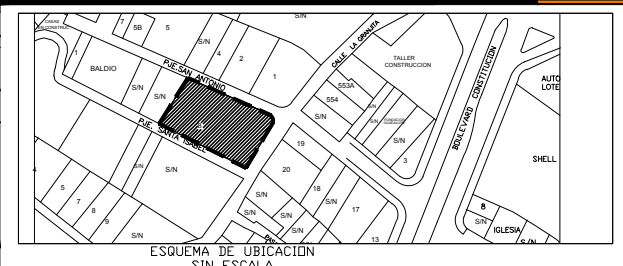 S/N
CASAS
7
5B
5
S/N
4
2
1
1
BALDIO
S/N
S/N
PJE. SAN ANTONIO
PJE. SANTA ISABEL
CALLE LA GRANJITA
TALLER
CONSTRUCCION
553A
554
S/N
S/N
S/N
S/N
3
BOULEVARD CONSTITUCION
AUTO
LOTE
SHELL
19
20
18
17
13
S/N
S/N
S/N
S/N
S/N
S/N
S/N
5
7
8
9
S/N
8
S/N
IGLESIA
S/N
ESQUEMA DE UBICACION
SIN ESCALA